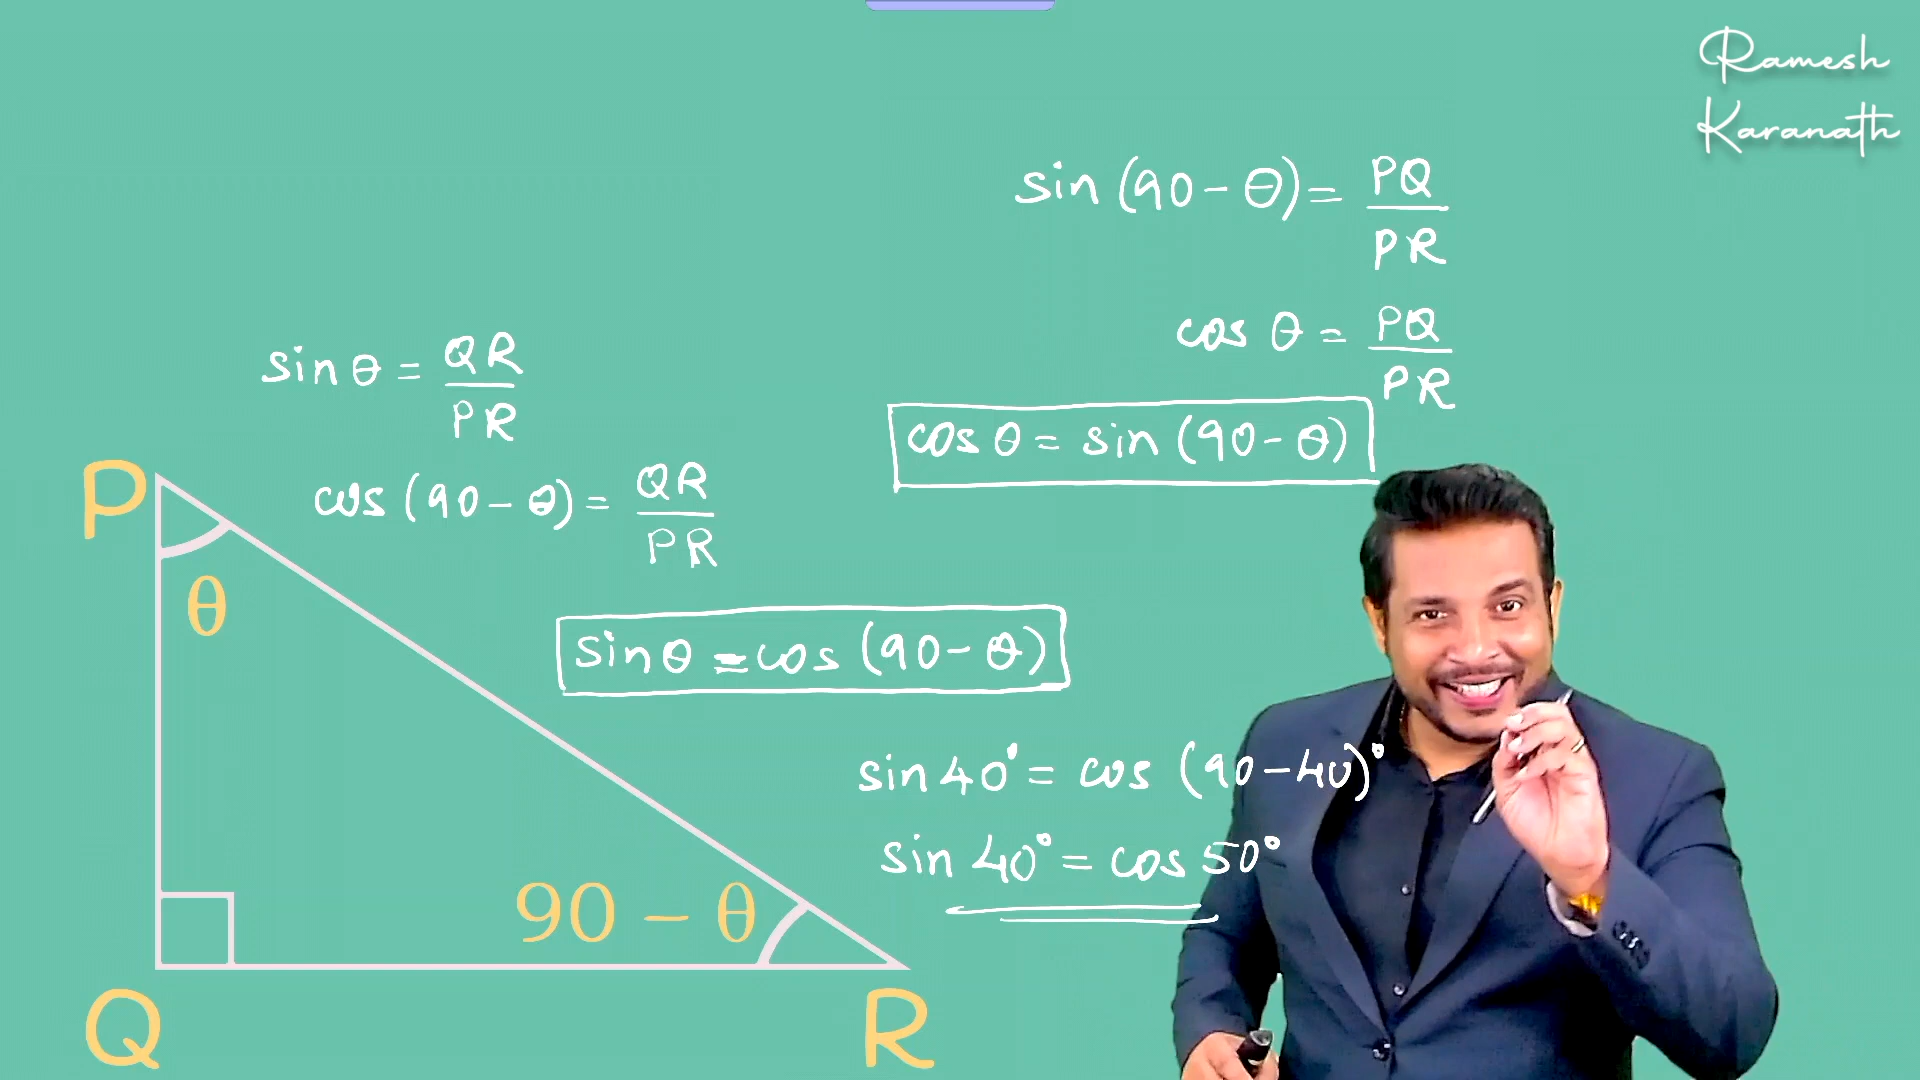 Ramesh
Karanath
sin (90 - θ) = PQ/PR
cos θ = PQ/PR
cos θ = sin (90 - θ)
sin θ = QR/PR
cos (90 - θ) = QR/PR
sin θ = cos (90 - θ)
sin 40° = cos (90 - 40)°
sin 40° = cos 50°
P
θ
90 - θ
Q
R